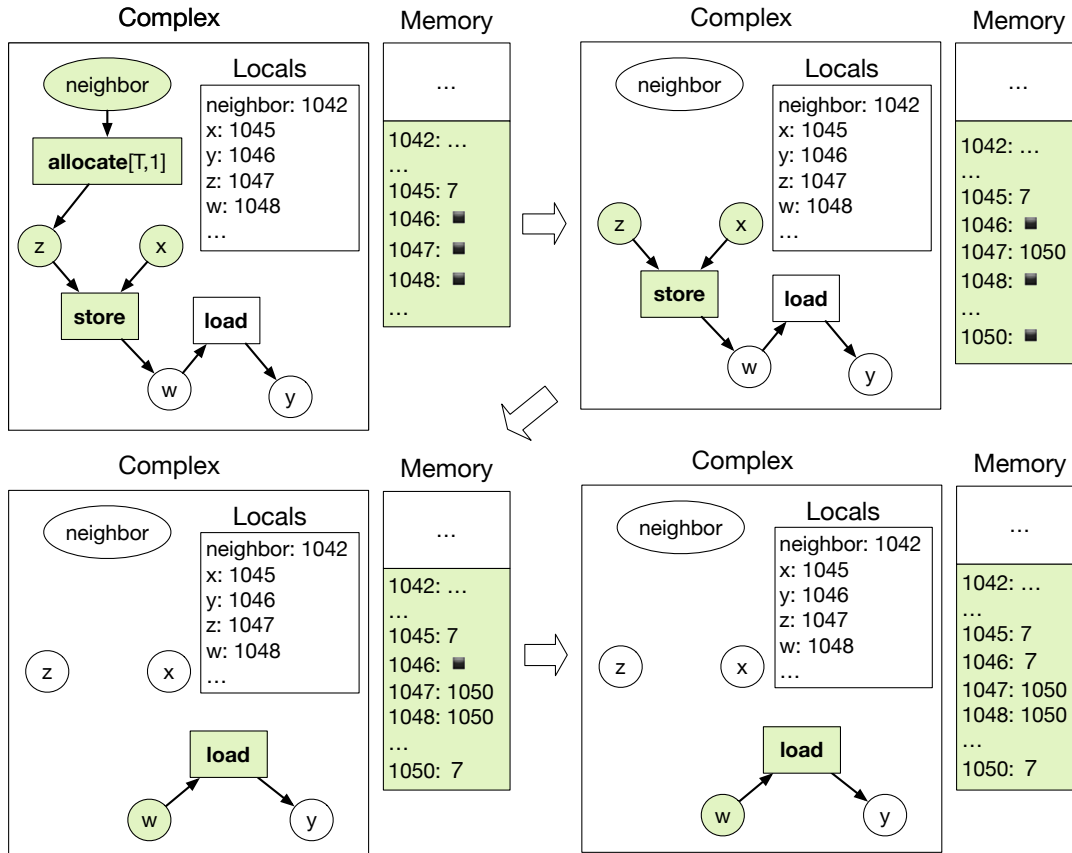 Complex
Memory
neighbor
Locals
neighbor: 1042
x: 1045
y: 1046
z: 1047
w: 1048
...
allocate[T,1]
z
x
store
load
w
y
...
1042: ...
...
1045: 7
1046: ■
1047: ■
1048: ■
...
Complex
Memory
neighbor
Locals
neighbor: 1042
x: 1045
y: 1046
z: 1047
w: 1048
...
z
x
store
load
w
y
...
1042: ...
...
1045: 7
1046: ■
1047: 1050
1048: ■
...
1050: ■
Complex
Memory
neighbor
Locals
neighbor: 1042
x: 1045
y: 1046
z: 1047
w: 1048
...
z
x
load
w
y
...
1042: ...
...
1045: 7
1046: ■
1047: 1050
1048: 1050
...
1050: 7
Complex
Memory
neighbor
Locals
neighbor: 1042
x: 1045
y: 1046
z: 1047
w: 1048
...
z
x
load
w
y
...
1042: ...
...
1045: 7
1046: 7
1047: 1050
1048: 1050
...
1050: 7